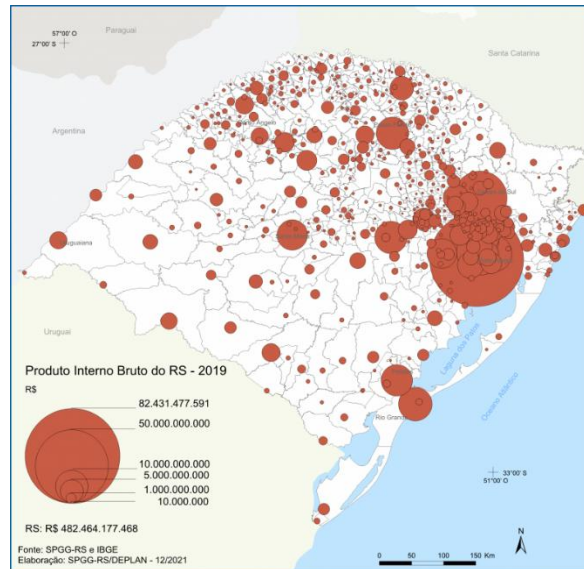 Paraguai
57°00' O
27°00' S
Santa Catarina
Argentina
Uruguaiana
Uruguai
Laguna dos Patos
Oceano Atlântico
Rio Grande
33°00' S
51°00' O
Produto Interno Bruto do RS - 2019
R$
82.431.477.591
50.000.000.000
10.000.000.000
5.000.000.000
1.000.000.000
10.000.000
RS: R$ 482.464.177.468
Fonte: SPGG-RS e IBGE
Elaboração: SPGG-RS/DEPLAN - 12/2021
N
0
50
100
150
Km